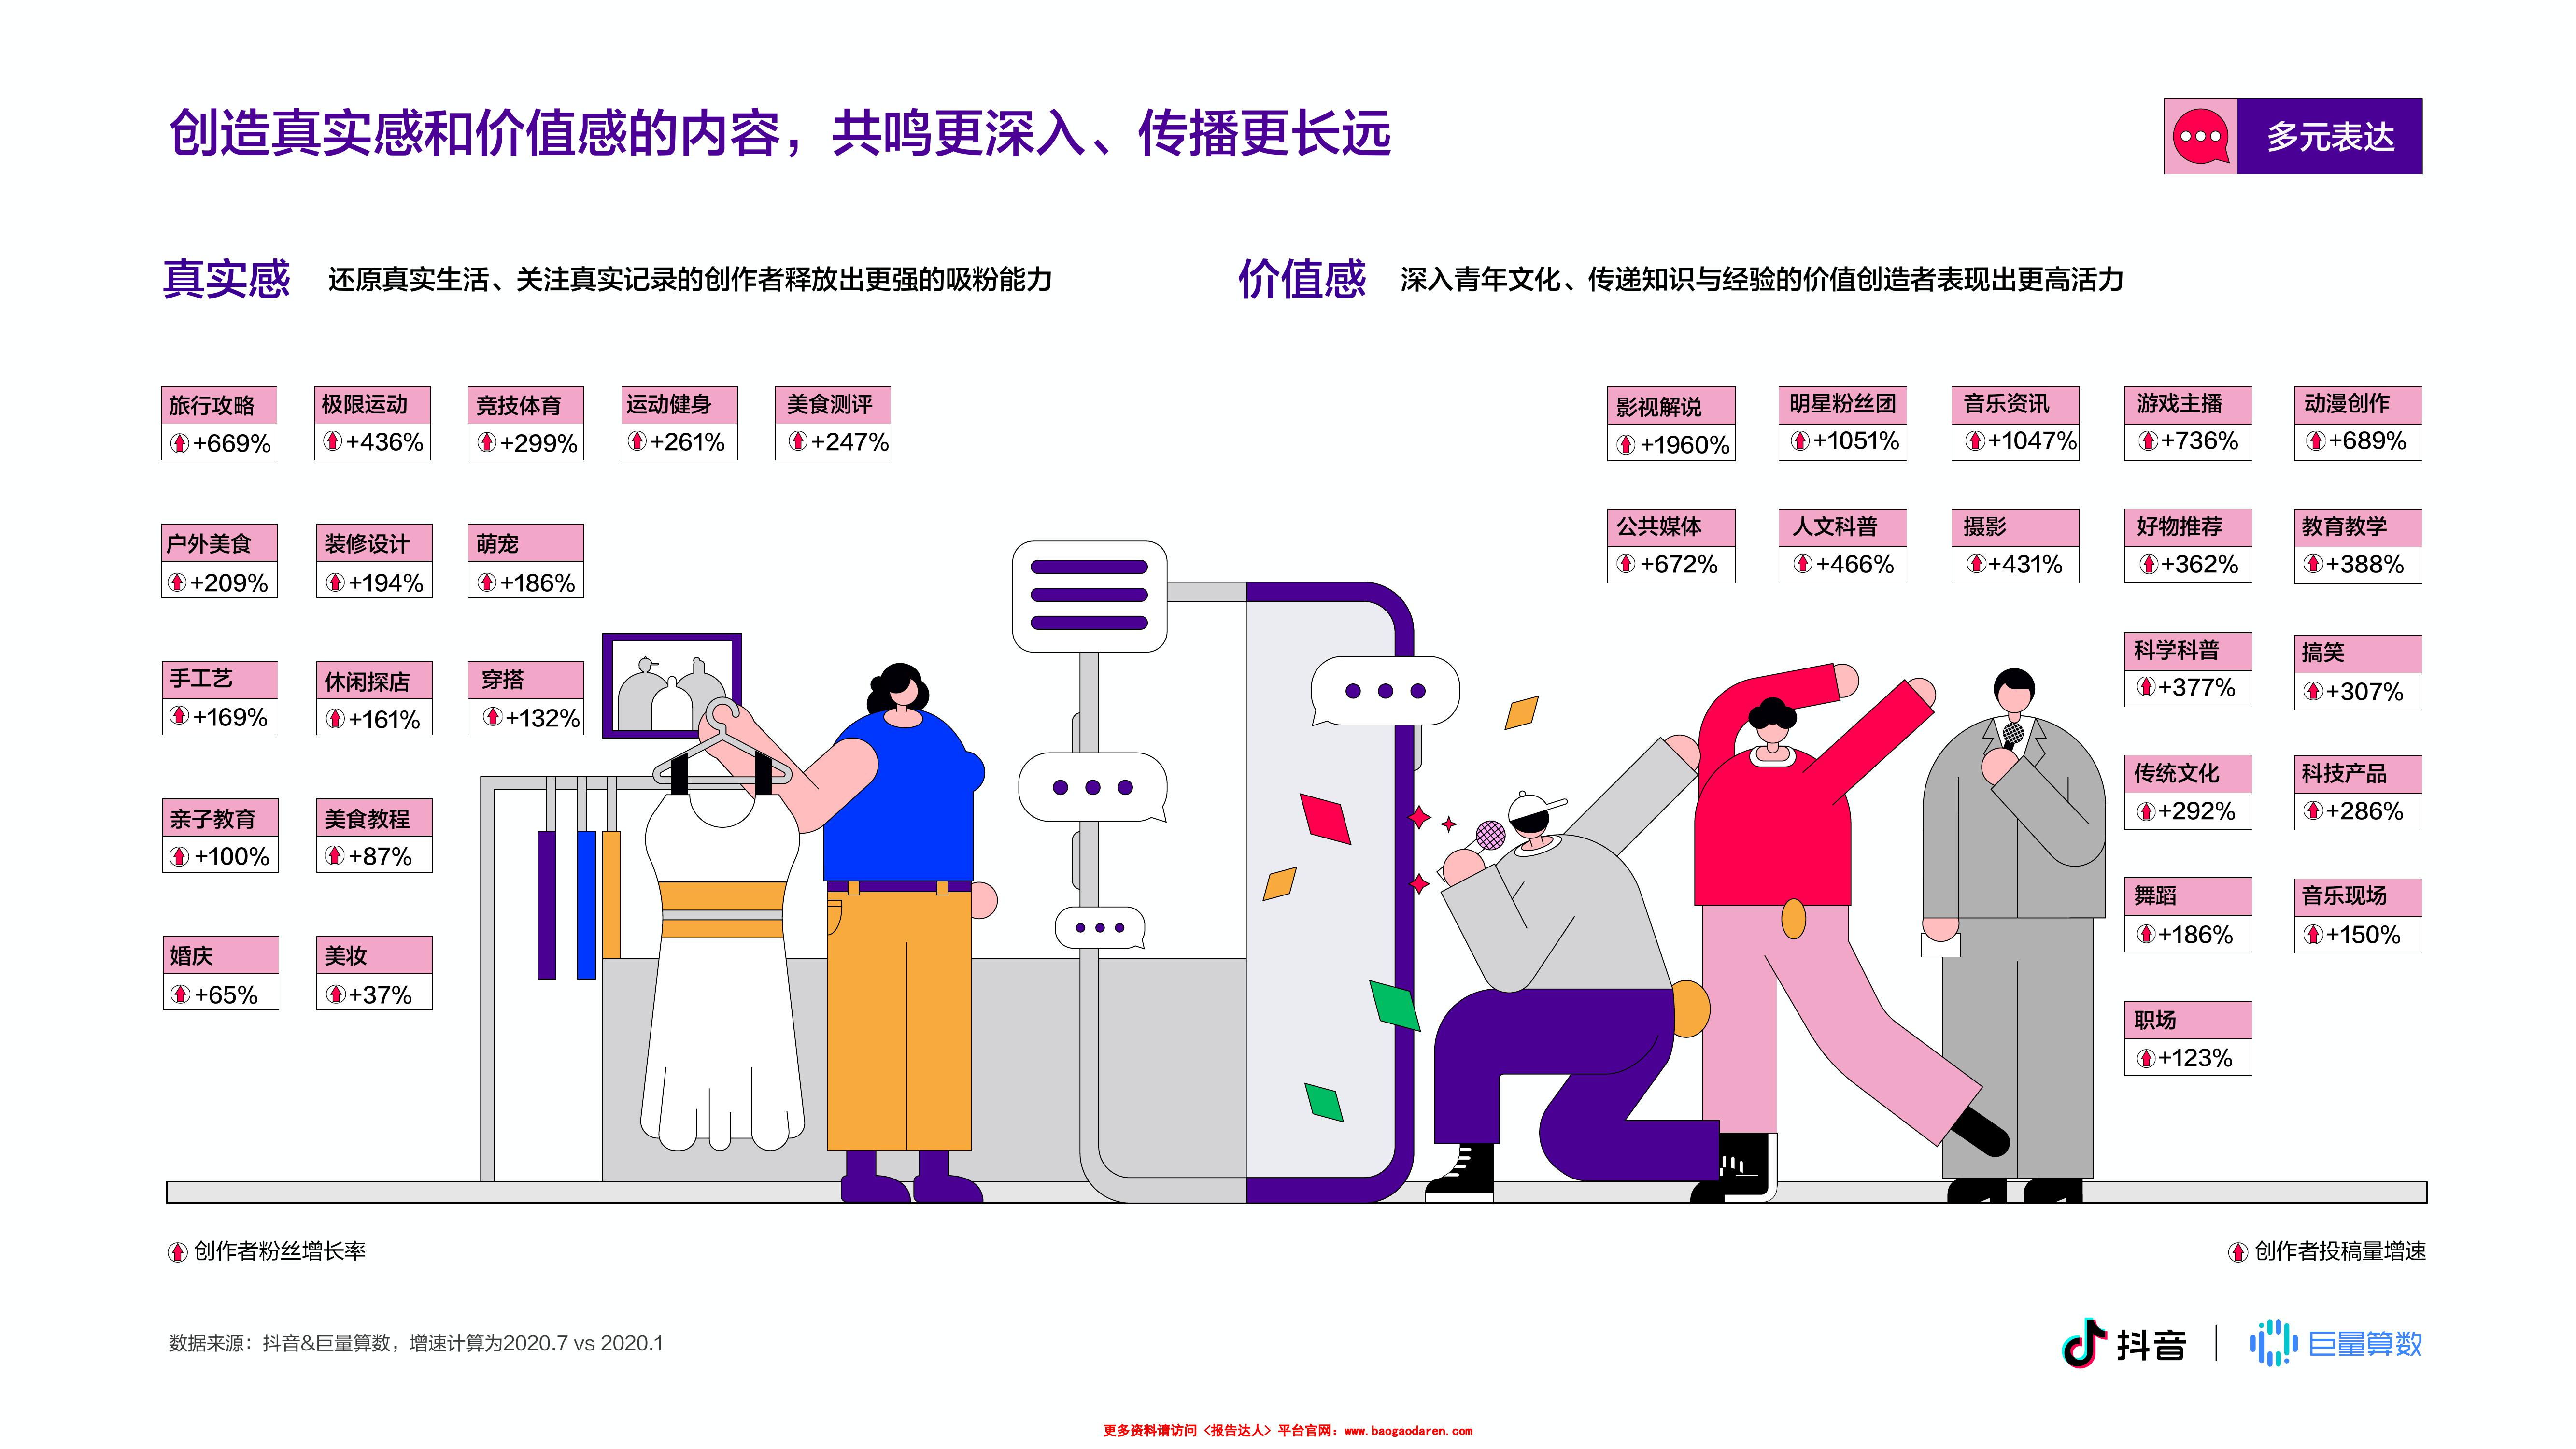 创造真实感和价值感的内容，共鸣更深入、传播更长远
多元表达
真实感 还原真实生活、关注真实记录的创作者释放出更强的吸粉能力
旅行攻略 极限运动 竞技体育 运动健身 美食测评
+669% +436% +299% +261% +247%
户外美食 装修设计 萌宠
+209% +194% +186%
手工艺 休闲探店 穿搭
+169% +161% +132%
亲子教育 美食教程
+100% +87%
婚庆 美妆
+65% +37%
创作者粉丝增长率
价值感 深入青年文化、传递知识与经验的价值创造者表现出更高活力
影视解说 明星粉丝团 音乐资讯 游戏主播 动漫创作
+1960% +1051% +1047% +736% +689%
公共媒体 人文科普 摄影 好物推荐 教育教学
+672% +466% +431% +362% +388%
科学科普 搞笑
+377% +307%
传统文化 科技产品
+292% +286%
舞蹈 音乐现场
+186% +150%
职场
+123%
创作者投稿量增速
数据来源：抖音&巨量算数，增速计算为2020.7 vs 2020.1
抖音 | 巨量算数
更多资料请访问 <报告达人> 平台官网：www.baogaodaren.com